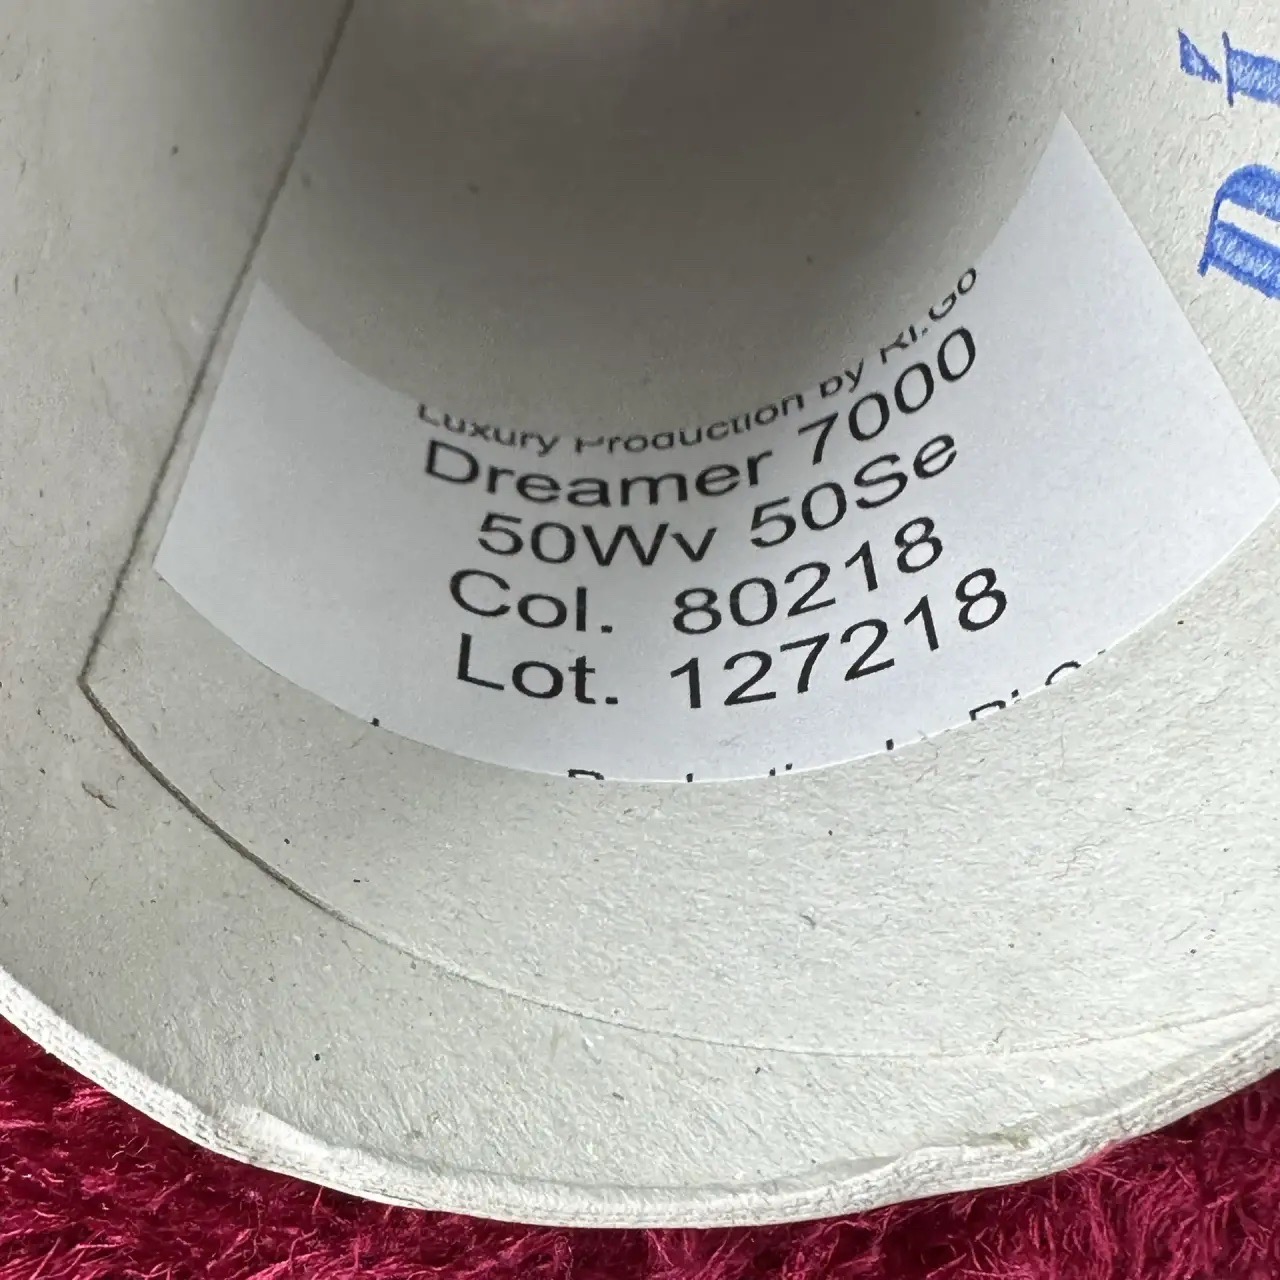 Luxury Production by Ri.Go
Dreamer 7000
50Wv 50Se
Col. 80218
Lot. 127218